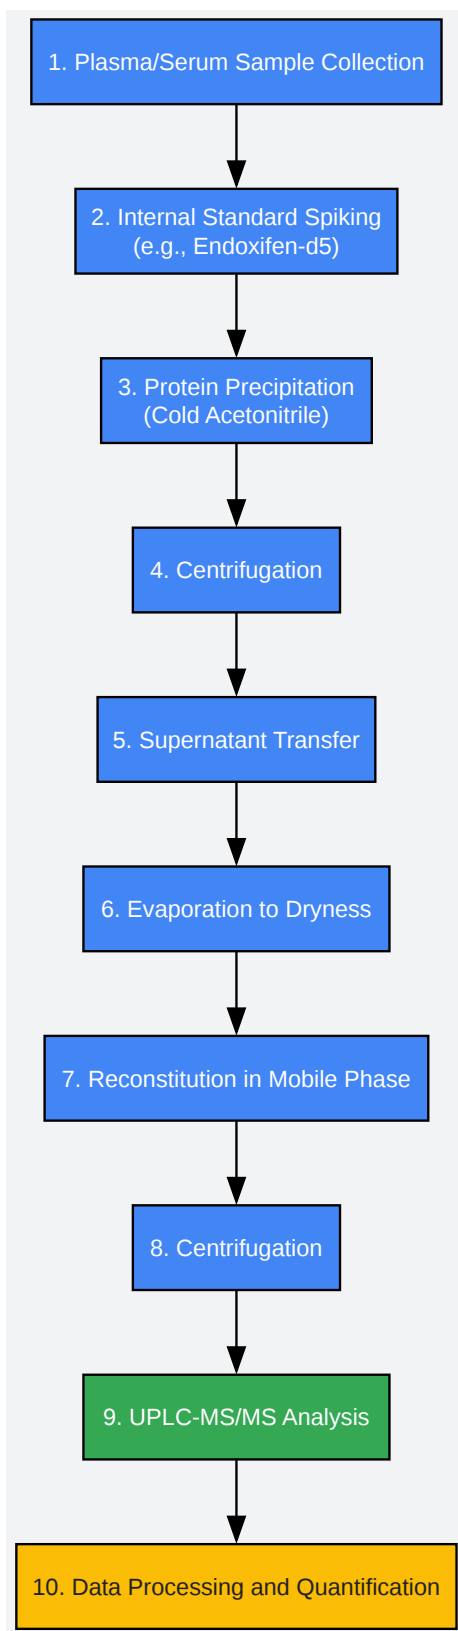 1. Plasma/Serum Sample Collection
2. Internal Standard Spiking
(e.g., Endoxifen-d5)
3. Protein Precipitation
(Cold Acetonitrile)
4. Centrifugation
5. Supernatant Transfer
6. Evaporation to Dryness
7. Reconstitution in Mobile Phase
8. Centrifugation
9. UPLC-MS/MS Analysis
10. Data Processing and Quantification